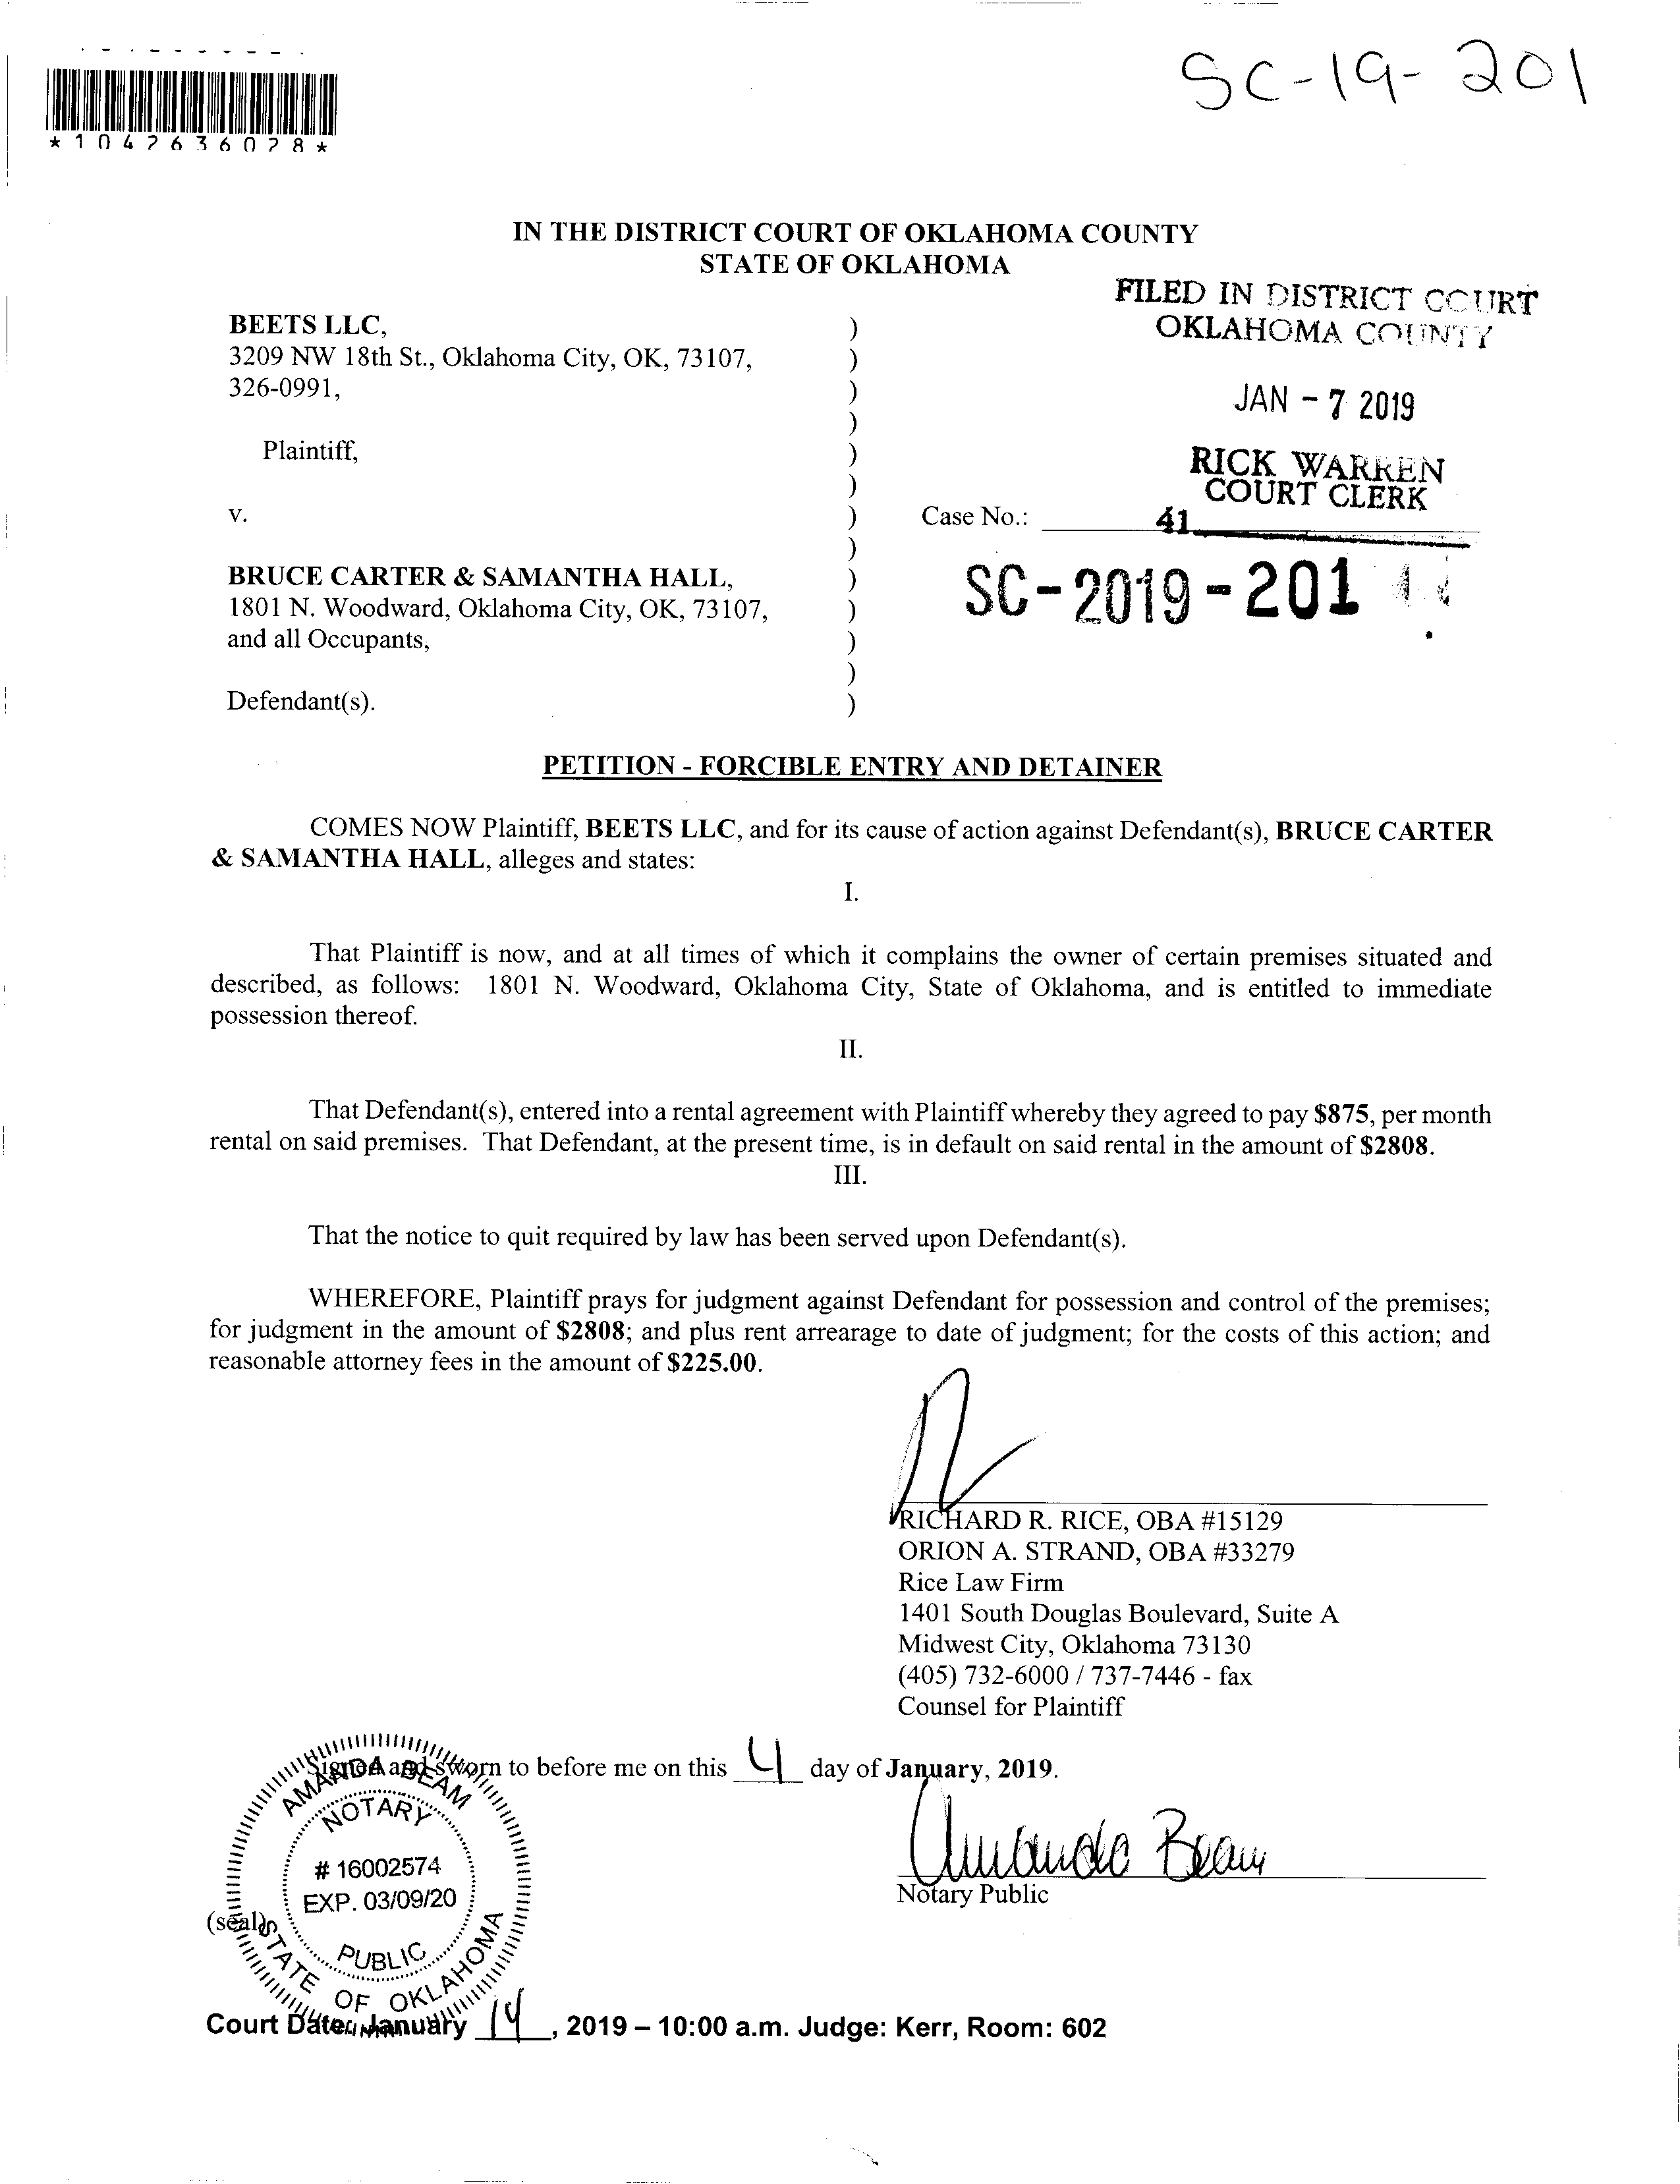 SC-19-201
*1042636028*
IN THE DISTRICT COURT OF OKLAHOMA COUNTY
STATE OF OKLAHOMA
FILED IN DISTRICT COURT
OKLAHOMA COUNTY
JAN - 7 2019
RICK WARREN
COURT CLERK
41
BEETS LLC, )
3209 NW 18th St., Oklahoma City, OK, 73107, )
326-0991, )
)
Plaintiff, )
)
v. ) Case No.:
)
SC-2019-201
BRUCE CARTER & SAMANTHA HALL, )
1801 N. Woodward, Oklahoma City, OK, 73107, )
and all Occupants, )
)
Defendant(s). )
PETITION - FORCIBLE ENTRY AND DETAINER
COMES NOW Plaintiff, BEETS LLC, and for its cause of action against Defendant(s), BRUCE CARTER
& SAMANTHA HALL, alleges and states:
I.
That Plaintiff is now, and at all times of which it complains the owner of certain premises situated and
described, as follows: 1801 N. Woodward, Oklahoma City, State of Oklahoma, and is entitled to immediate
possession thereof.
II.
That Defendant(s), entered into a rental agreement with Plaintiff whereby they agreed to pay $875, per month
rental on said premises. That Defendant, at the present time, is in default on said rental in the amount of $2808.
III.
That the notice to quit required by law has been served upon Defendant(s).
WHEREFORE, Plaintiff prays for judgment against Defendant for possession and control of the premises;
for judgment in the amount of $2808; and plus rent arrearage to date of judgment; for the costs of this action; and
reasonable attorney fees in the amount of $225.00.
RICHARD R. RICE, OBA #15129
ORION A. STRAND, OBA #33279
Rice Law Firm
1401 South Douglas Boulevard, Suite A
Midwest City, Oklahoma 73130
(405) 732-6000 / 737-7446 - fax
Counsel for Plaintiff
Signed and sworn to before me on this 4 day of January, 2019.
Amanda Beam
Notary Public
(seal)
AMANDA BEAM
NOTARY
# 16002574
EXP. 03/09/20
PUBLIC
STATE OF OKLAHOMA
Court Date: January 14, 2019 – 10:00 a.m. Judge: Kerr, Room: 602